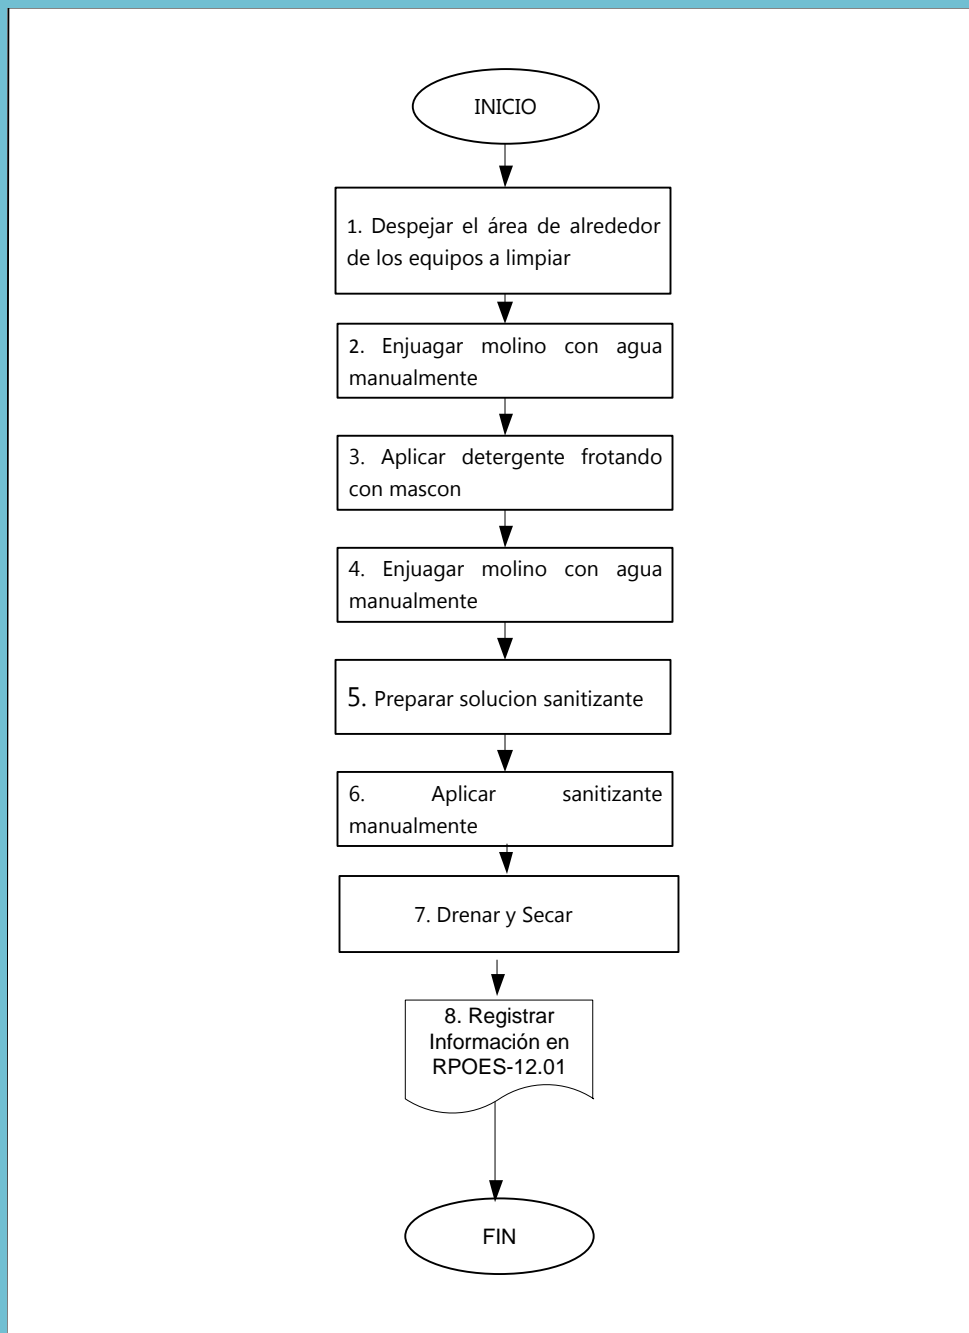 INICIO
1. Despejar el área de alrededor
de los equipos a limpiar
2. Enjuagar molino con agua
manualmente
3. Aplicar detergente frotando
con mascon
4. Enjuagar molino con agua
manualmente
5. Preparar solucion sanitizante
6. Aplicar sanitizante
manualmente
7. Drenar y Secar
8. Registrar
Información en
RPOES-12.01
FIN